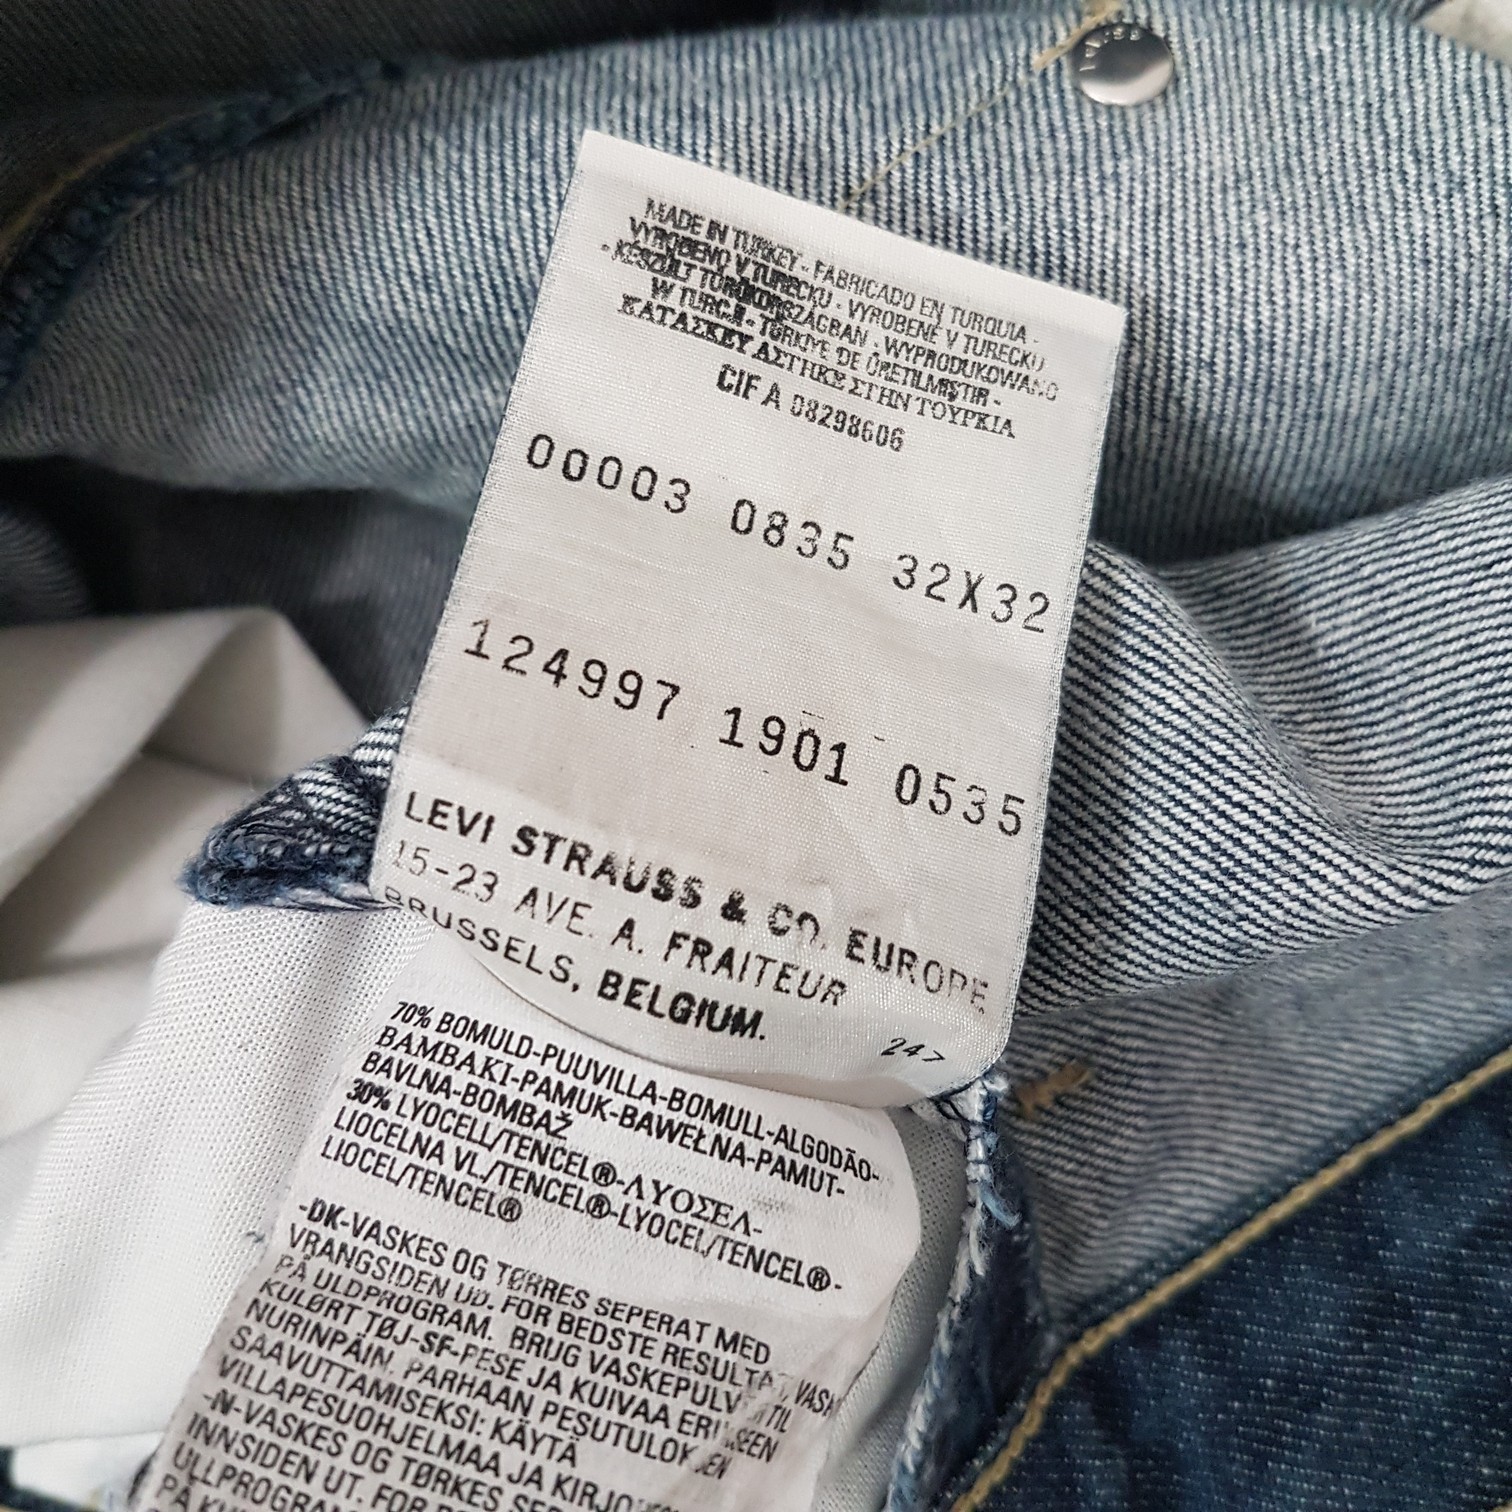 LEVI
MADE IN TURKEY - FABRICADO EN TURQUIA -
VYROBENO V TURECKU - VYROBENÉ V TURECKU
- KÉSZÜLT TÖRÖKORSZÁGBAN - WYPRODUKOWANO
W TURCJI - TÜRKIYE'DE ÜRETILMIŞTIR -
ΚΑΤΑΣΚΕΥΑΣΤΗΚΕ ΣΤΗΝ ΤΟΥΡΚΙΑ
CIF A 08298606
00003 0835 32X32
124997 1901 0535
LEVI STRAUSS & CO. EUROPE
15-23 AVE. A. FRAITEUR
BRUSSELS, BELGIUM.
247
70% BOMULD-PUUVILLA-BOMULL-ALGODÃO-
BAMBAKI-PAMUK-BAWEŁNA-PAMUT-
BAVLNA-BOMBAŽ
30% LYOCELL/TENCEL®-ΛΥΟΣΕΛ-
LIOCELNA VL./TENCEL®-LYOCEL/TENCEL®-
LIOCEL/TENCEL®
-DK-VASKES OG TØRRES SEPERAT MED
VRANGSIDEN UD. FOR BEDSTE RESULTAT, VASK
PÅ ULDPROGRAM. BRUG VASKEPULVER TIL
KULØRT TØJ-SF-PESE JA KUIVAA ERIKSEEN
NURINPÄIN. PARHAAN PESUTULOKSEN
SAAVUTTAMISEKSI: KÄYTÄ
VILLAPESUOHJELMAA JA
-N-VASKES OG TØRKES
INNSIDEN UT. FOR
ULLPROGRAM
PÅ